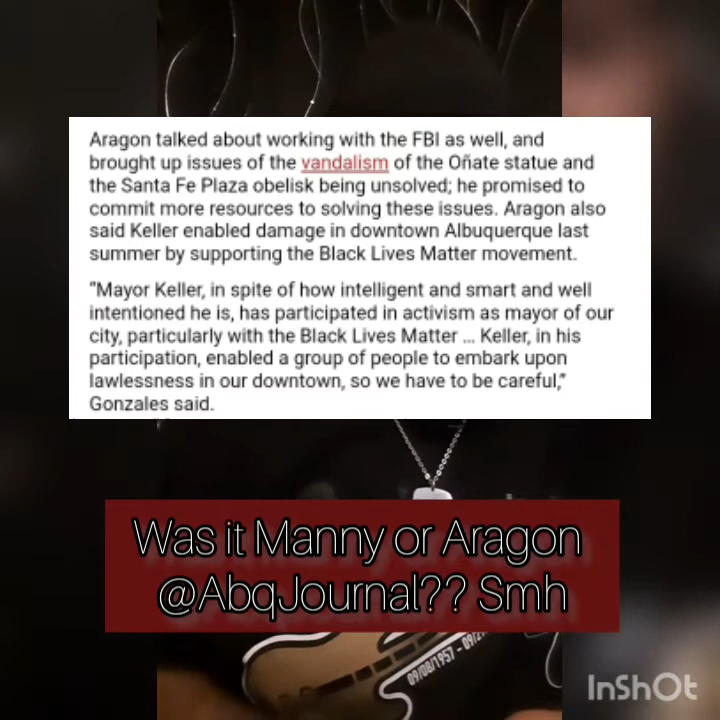 Aragon talked about working with the FBI as well, and
brought up issues of the vandalism of the Oñate statue and
the Santa Fe Plaza obelisk being unsolved; he promised to
commit more resources to solving these issues. Aragon also
said Keller enabled damage in downtown Albuquerque last
summer by supporting the Black Lives Matter movement.
"Mayor Keller, in spite of how intelligent and smart and well
intentioned he is, has participated in activism as mayor of our
city, particularly with the Black Lives Matter ... Keller, in his
participation, enabled a group of people to embark upon
lawlessness in our downtown, so we have to be careful,"
Gonzales said.
Was it Manny or Aragon
@AbqJournal?? Smh
09/08/1957 - 09/2
InShOt